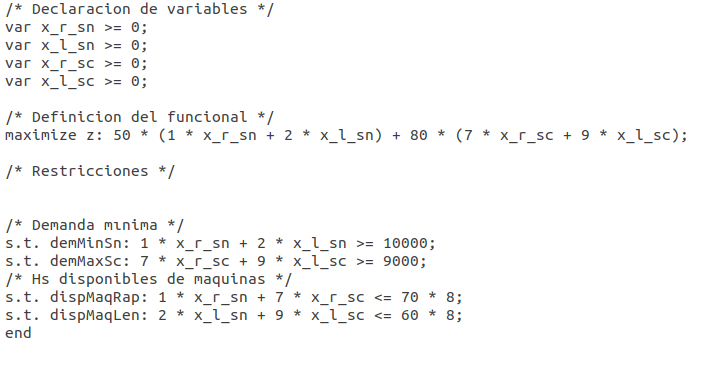 /* Declaracion de variables */
var x_r_sn >= 0;
var x_l_sn >= 0;
var x_r_sc >= 0;
var x_l_sc >= 0;
/* Definicion del funcional */
maximize z: 50 * (1 * x_r_sn + 2 * x_l_sn) + 80 * (7 * x_r_sc + 9 * x_l_sc);
/* Restricciones */
/* Demanda minima */
s.t. demMinSn: 1 * x_r_sn + 2 * x_l_sn >= 10000;
s.t. demMaxSc: 7 * x_r_sc + 9 * x_l_sc >= 9000;
/* Hs disponibles de maquinas */
s.t. dispMaqRap: 1 * x_r_sn + 7 * x_r_sc <= 70 * 8;
s.t. dispMaqLen: 2 * x_l_sn + 9 * x_l_sc <= 60 * 8;
end